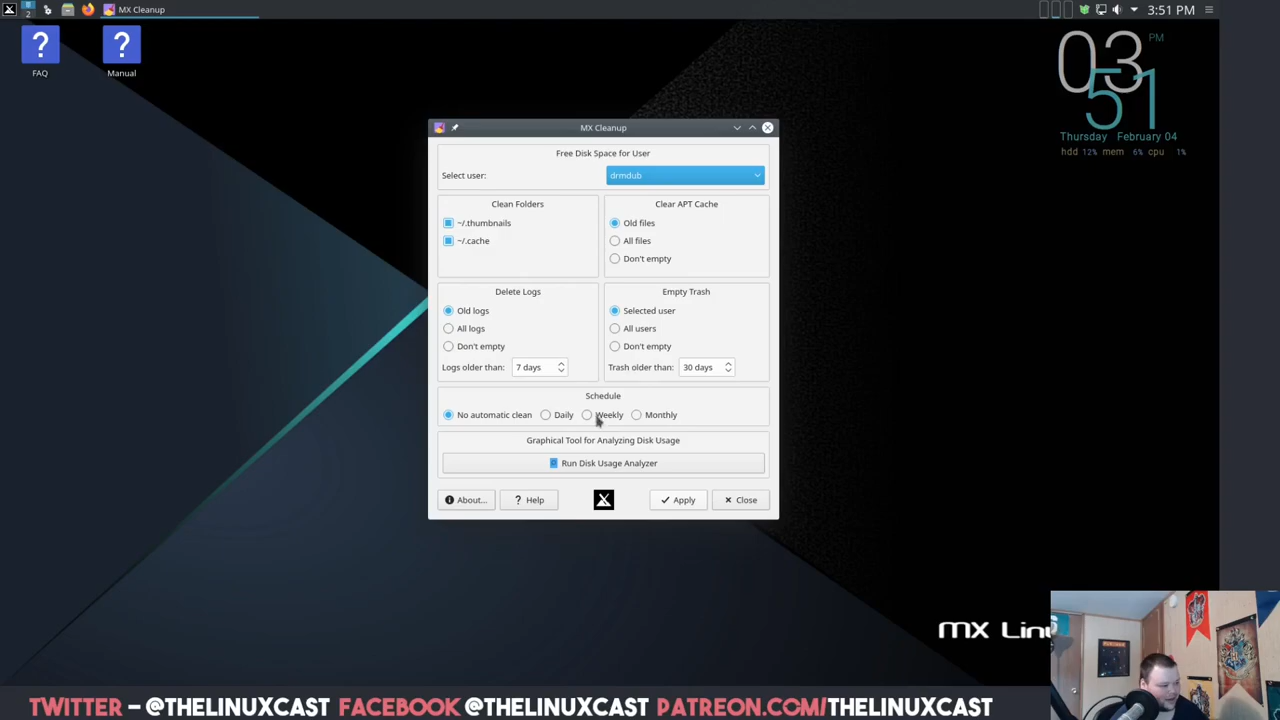 2
MX Cleanup
3:51 PM
FAQ
Manual
03 PM
51
Thursday February 04
hdd 12% mem 6% cpu 1%
MX Cleanup
Free Disk Space for User
Select user:
drmdub
Clean Folders
~/.thumbnails
~/.cache
Clear APT Cache
Old files
All files
Don't empty
Delete Logs
Old logs
All logs
Don't empty
Logs older than: 7 days
Empty Trash
Selected user
All users
Don't empty
Trash older than: 30 days
Schedule
No automatic clean Daily Weekly Monthly
Graphical Tool for Analyzing Disk Usage
Run Disk Usage Analyzer
About... ? Help Apply Close
MX Linu
TWITTER – @THELINUXCAST FACEBOOK @THELINUXCAST PATREON.COM/THELINUXCAST